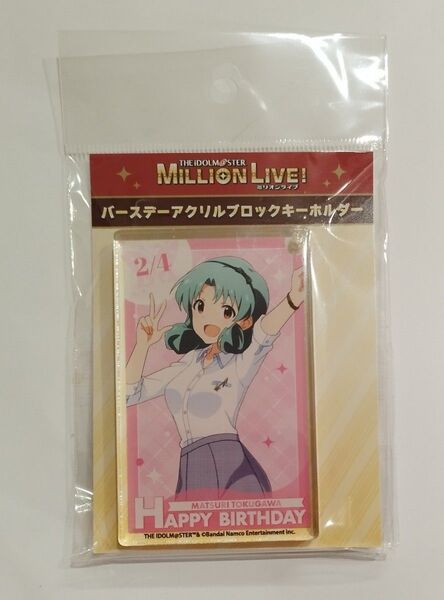 THE IDOLM@STER
MILLION LIVE!
ミリオンライブ!
バースデーアクリルブロックキーホルダー
2/4
MATSURI TOKUGAWA
HAPPY BIRTHDAY
THE IDOLM@STER™& ©Bandai Namco Entertainment Inc.